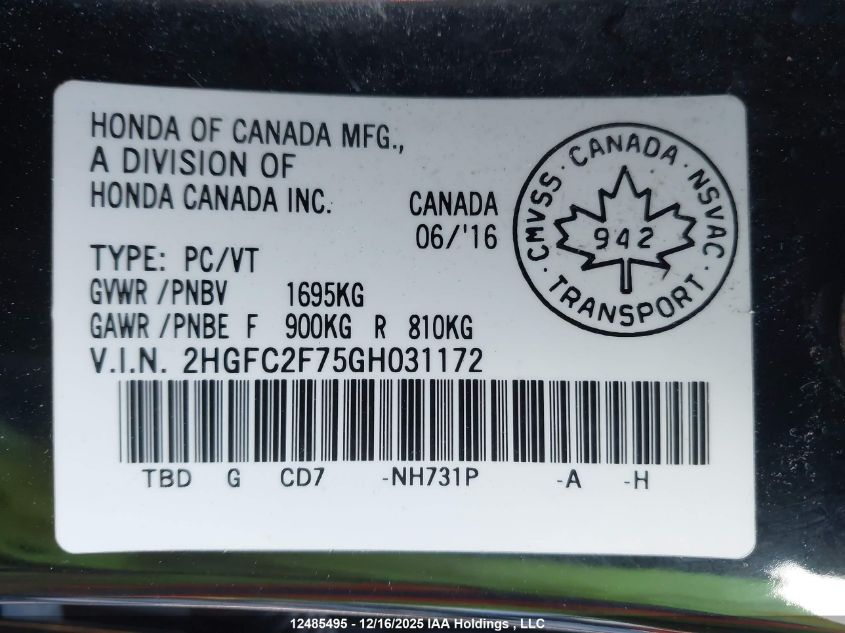 HONDA OF CANADA MFG.,
A DIVISION OF
HONDA CANADA INC.
CANADA
06/'16
TYPE: PC/VT
GVWR /PNBV 1695KG
GAWR /PNBE F 900KG R 810KG
V.I.N. 2HGFC2F75GH031172
TBD G CD7 -NH731P -A -H
CMVSS · CANADA · NSVAC · TRANSPORT ·
942
12485495 - 12/16/2025 IAA Holdings , LLC